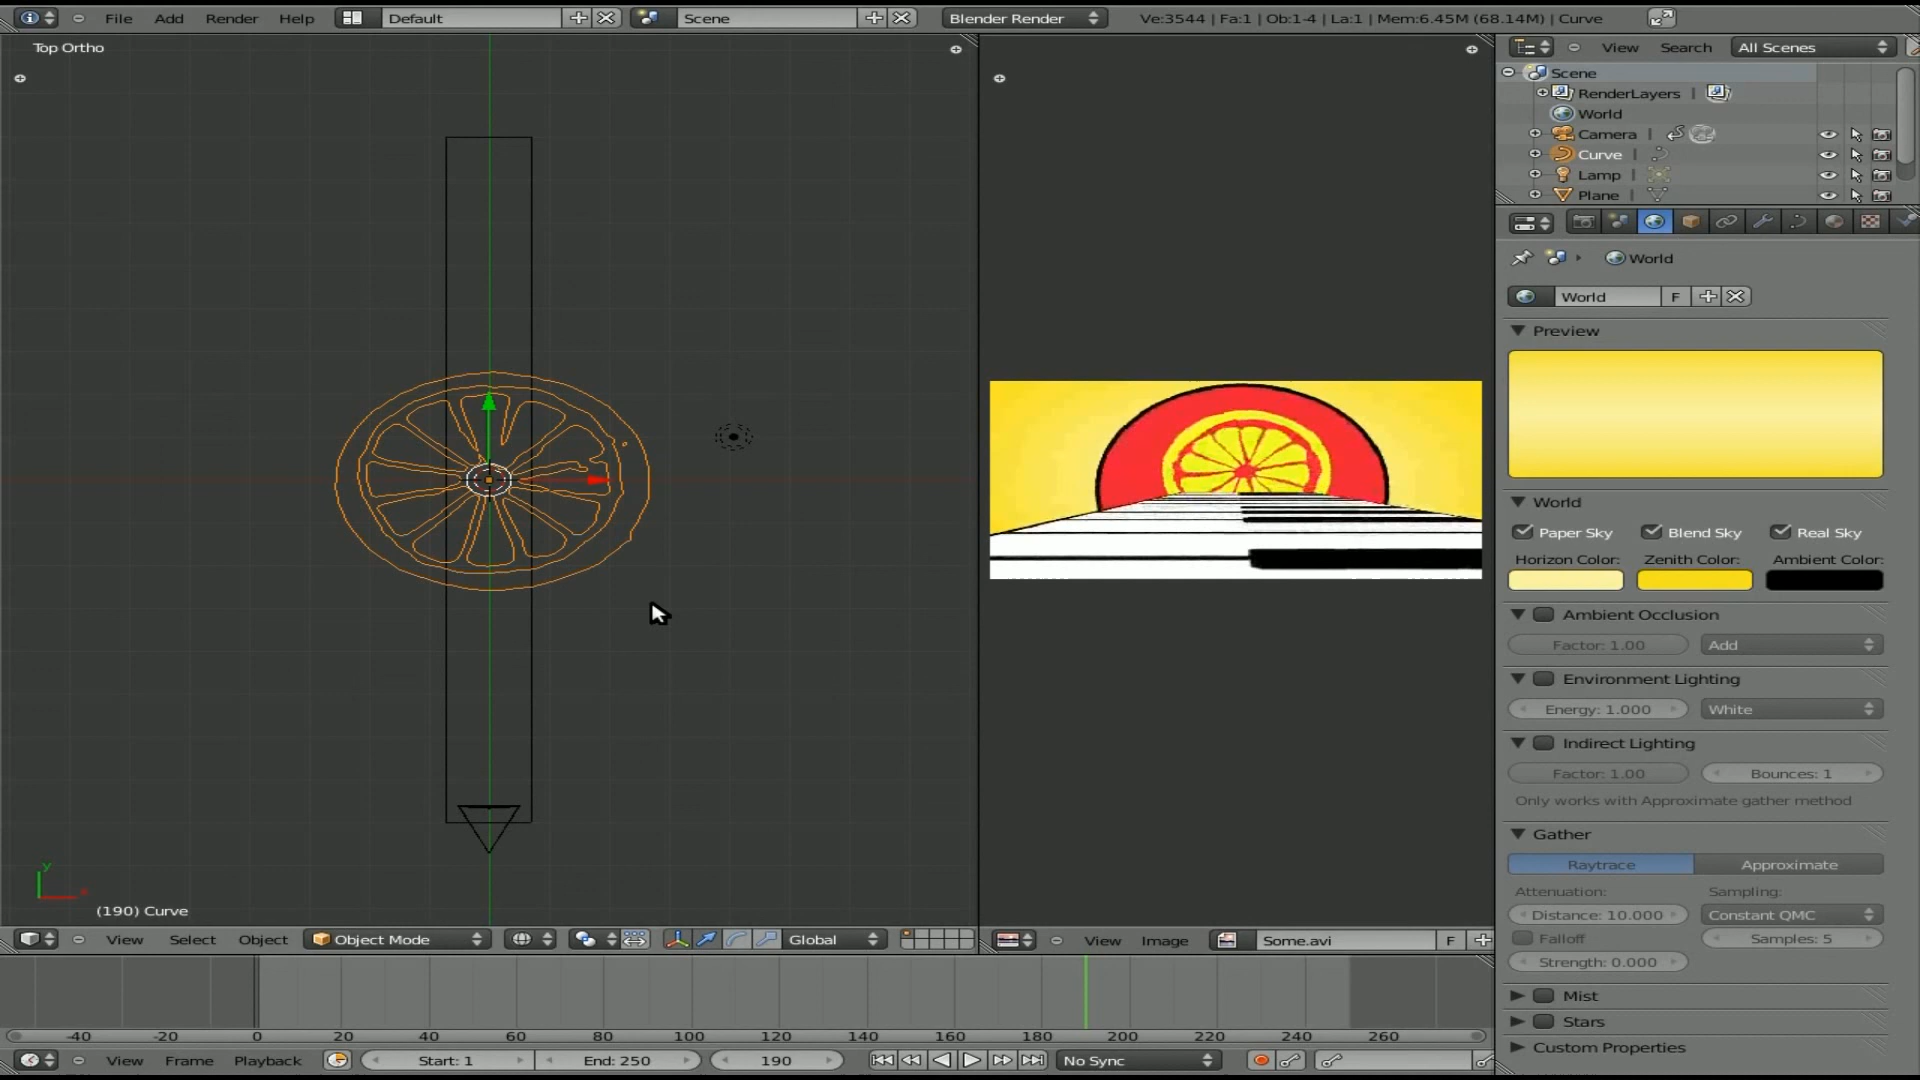 File Add Render Help Default Scene Blender Render Ve:3544 | Fa:1 | Ob:1-4 | La:1 | Mem:6.45M (68.14M) | Curve
Top Ortho
View Search All Scenes
Scene
RenderLayers |
World
Camera |
Curve |
Lamp |
Plane |
World
World F
Preview
World
Paper Sky Blend Sky Real Sky
Horizon Color: Zenith Color: Ambient Color:
Ambient Occlusion
Factor: 1.00 Add
Environment Lighting
Energy: 1.000 White
Indirect Lighting
Factor: 1.00 Bounces: 1
Only works with Approximate gather method
Gather
Raytrace Approximate
Attenuation: Sampling:
Distance: 10.000 Constant QMC
Falloff Samples: 5
Strength: 0.000
Mist
Stars
Custom Properties
y
(190) Curve
View Select Object Object Mode Global
View Image Some.avi F
-40 -20 0 20 40 60 80 100 120 140 160 180 200 220 240 260
View Frame Playback Start: 1 End: 250 190 No Sync